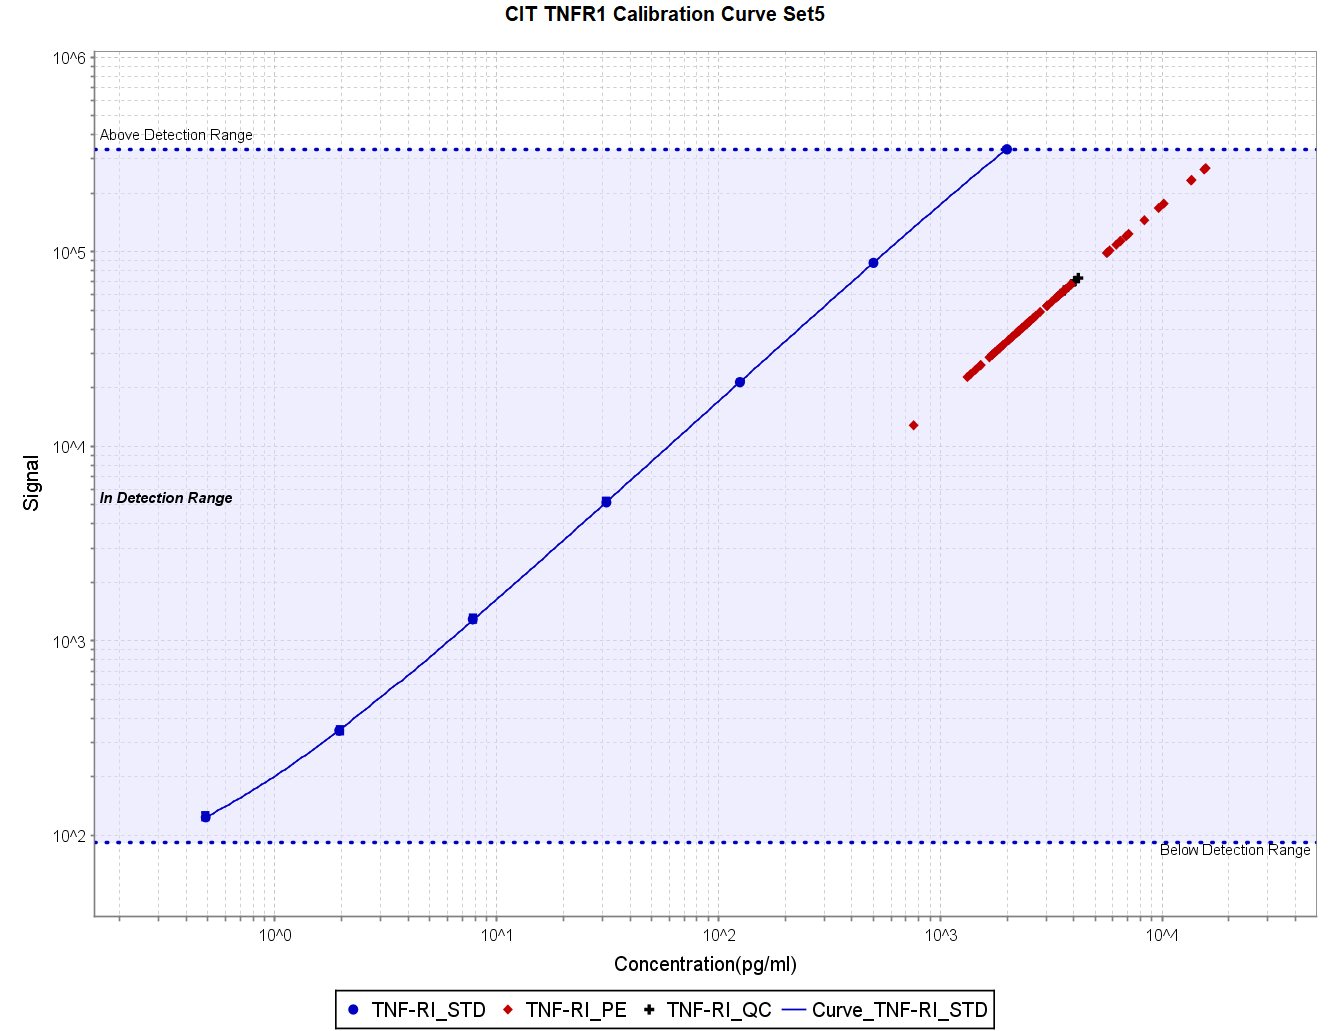 CIT TNFR1 Calibration Curve Set5
10^6
Above Detection Range
10^5
10^4
In Detection Range
Signal
10^3
10^2
Below Detection Range
10^0 10^1 10^2 10^3 10^4
Concentration(pg/ml)
TNF-RI_STD TNF-RI_PE TNF-RI_QC Curve_TNF-RI_STD